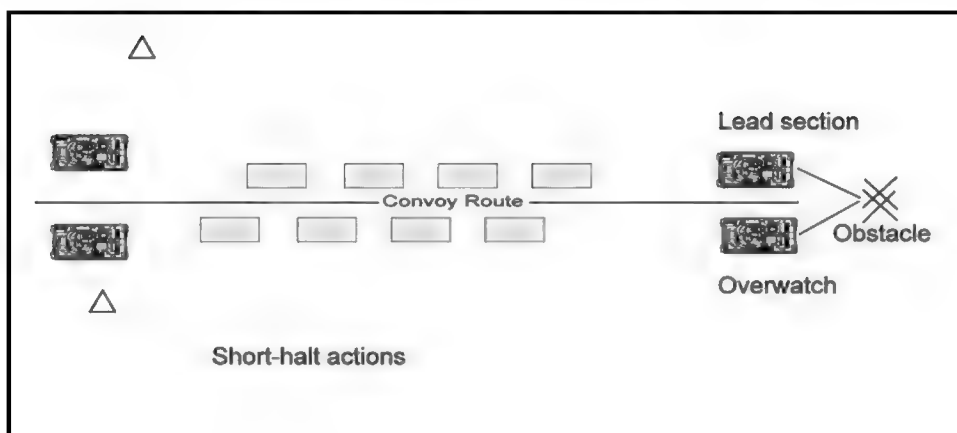 Lead section
Convoy Route
Obstacle
Overwatch
Short-halt actions